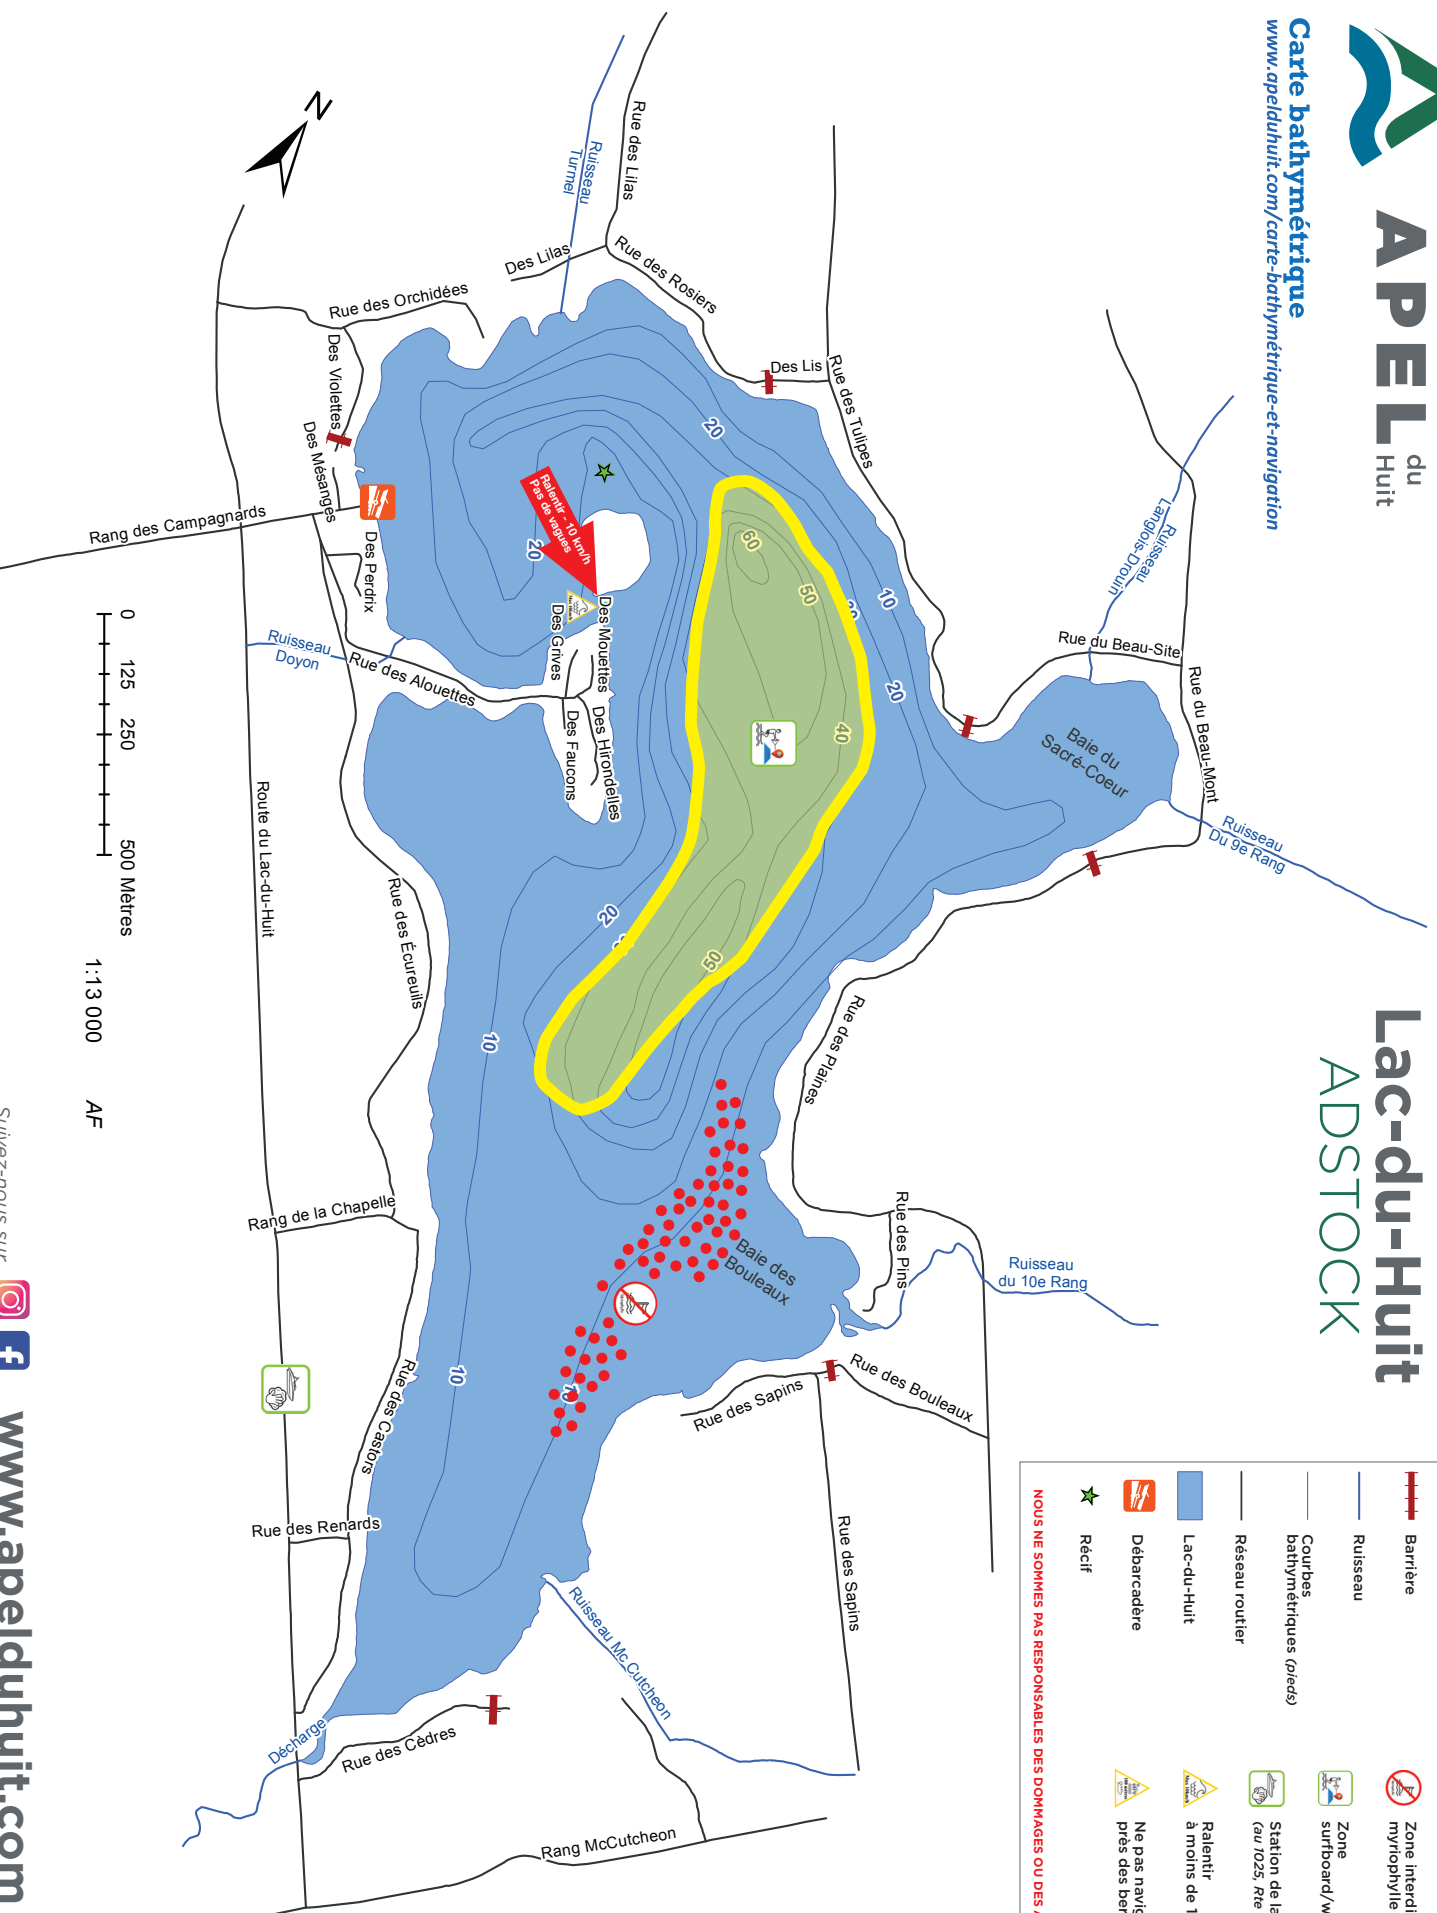 APEL
du
Huit
Lac-du-Huit
ADSTOCK
Carte bathymétrique
www.apelduhuit.com/carte-bathymétrique-et-navigation
Rue des Lilas
Ruisseau
Turmel
Des Lilas
Rue des Rosiers
Des Lis
Rue des Tulipes
Rue des Orchidées
Des Violettes
Des Mésanges
Rang des Campagnards
Des Perdrix
Ruisseau
Doyon
Rue des Alouettes
Des Grives
Des Mouettes
Des Hirondelles
Des Faucons
Ralentir - 10 km/h
Pas de vagues
Ruisseau
Langlois-Drouin
Rue du Beau-Site
Rue du Beau-Mont
Baie du
Sacré-Coeur
Ruisseau
Du 9e Rang
Route du Lac-du-Huit
Rue des Écureuils
Rue des Plaines
Rang de la Chapelle
Rue des Pins
Ruisseau
du 10e Rang
Baie des
Bouleaux
Rue des Bouleaux
Rue des Sapins
Rue des Sapins
Rue des Castors
Rue des Renards
Ruisseau Mc Cutcheon
Décharge
Rue des Cèdres
Rang McCutcheon
20
20
10
20
60
50
40
20
50
10
10
10
N
0
125
250
500 Mètres
1:13 000
AF
Barrière
Ruisseau
Courbes
bathymétriques (pieds)
Réseau routier
Lac-du-Huit
Débarcadère
Récif
Zone interdi
myriophylle
Zone
surfboard/w
Station de la
(au 1025, Rte
Ralentir
à moins de 1
Ne pas navig
près des ber
NOUS NE SOMMES PAS RESPONSABLES DES DOMMAGES OU DES
Suivez-nous sur
www.apelduhuit.com